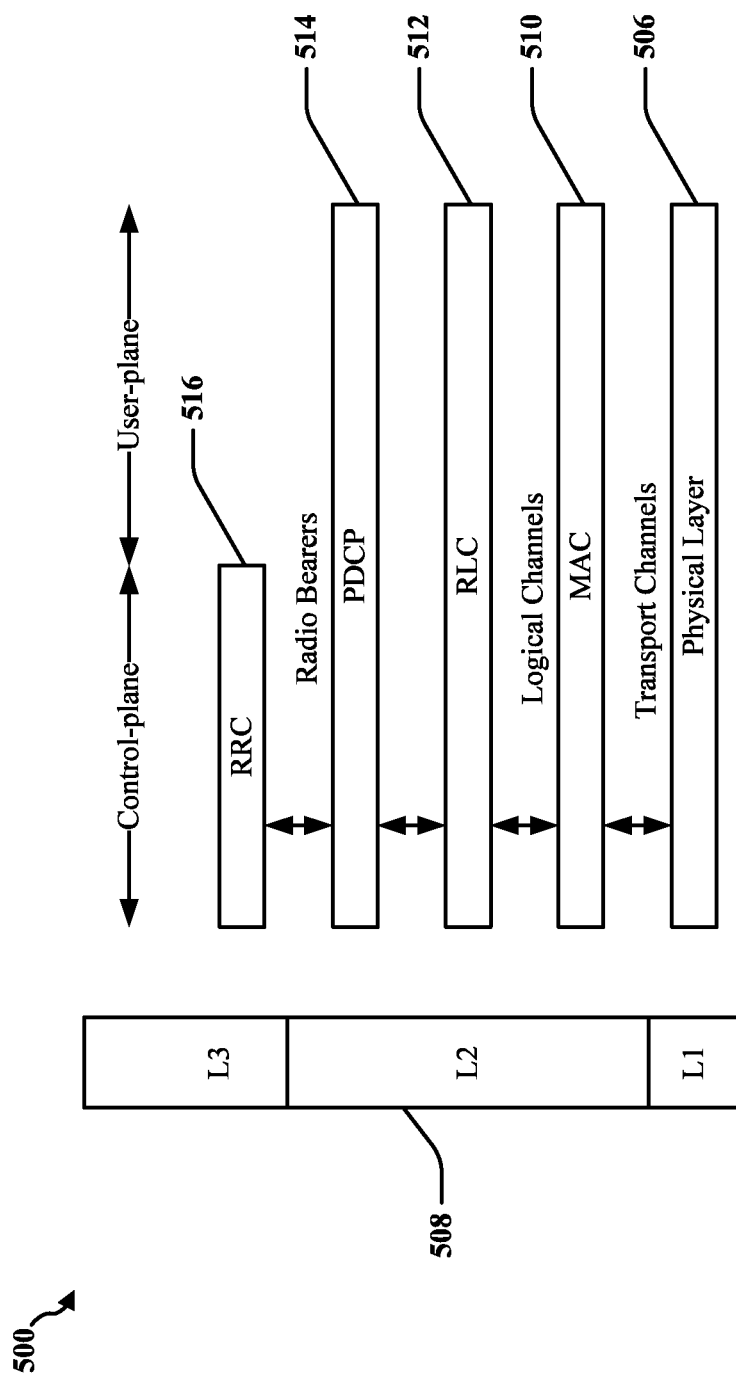 500
Control-plane
User-plane
516
L3
RRC
Radio Bearers
514
PDCP
512
508
L2
RLC
Logical Channels
510
MAC
Transport Channels
506
L1
Physical Layer